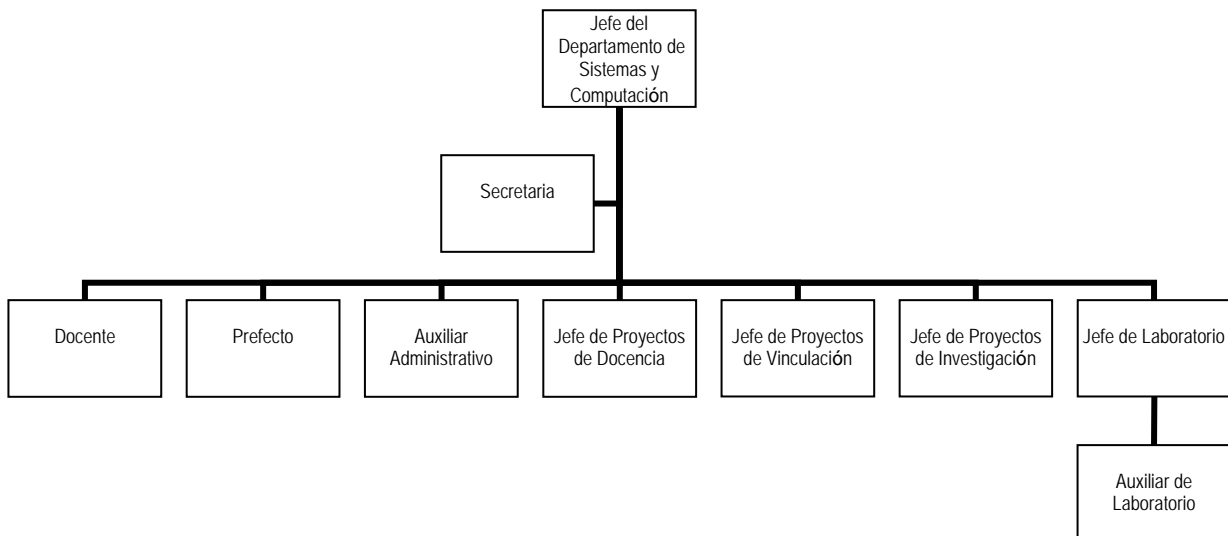 Jefe del
Departamento de
Sistemas y
Computación
Secretaria
Docente
Prefecto
Auxiliar
Administrativo
Jefe de Proyectos
de Docencia
Jefe de Proyectos
de Vinculación
Jefe de Proyectos
de Investigación
Jefe de Laboratorio
Auxiliar de
Laboratorio